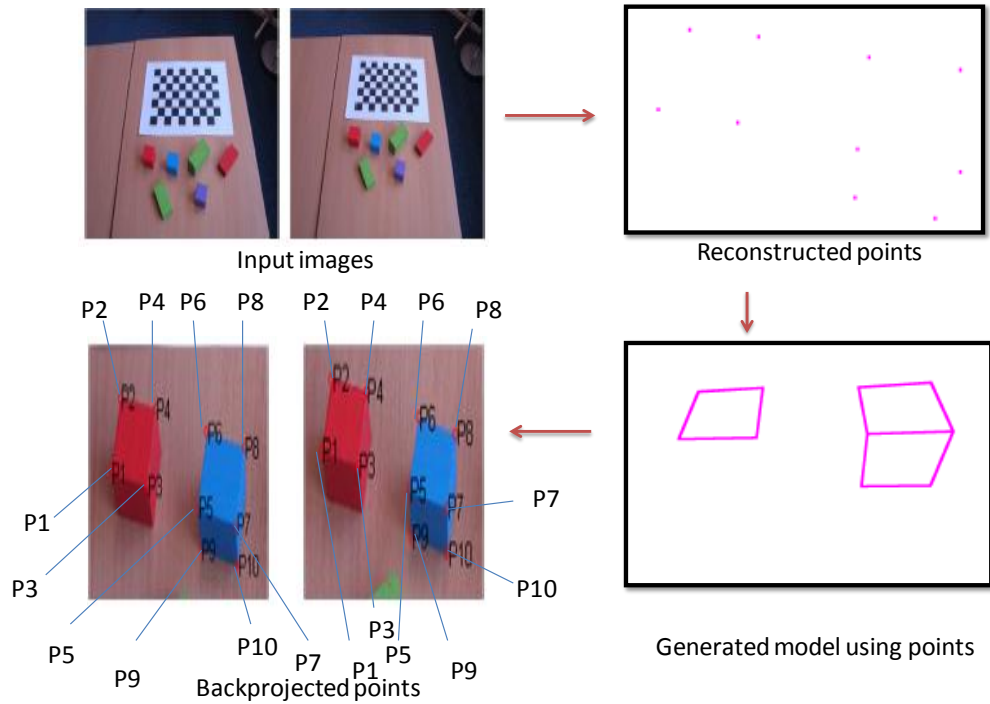 Input images
Reconstructed points
P2 P4 P6 P8 P2 P4 P6 P8
P2
P4
P6
P8
P1
P3
P5
P7
P9
P10
P2
P4
P6
P8
P1
P3
P5
P7
P9
P10
P1
P3
P5
P9
P10
P7
P7
P10
P3
P1
P5
P9
Backprojected points
Generated model using points